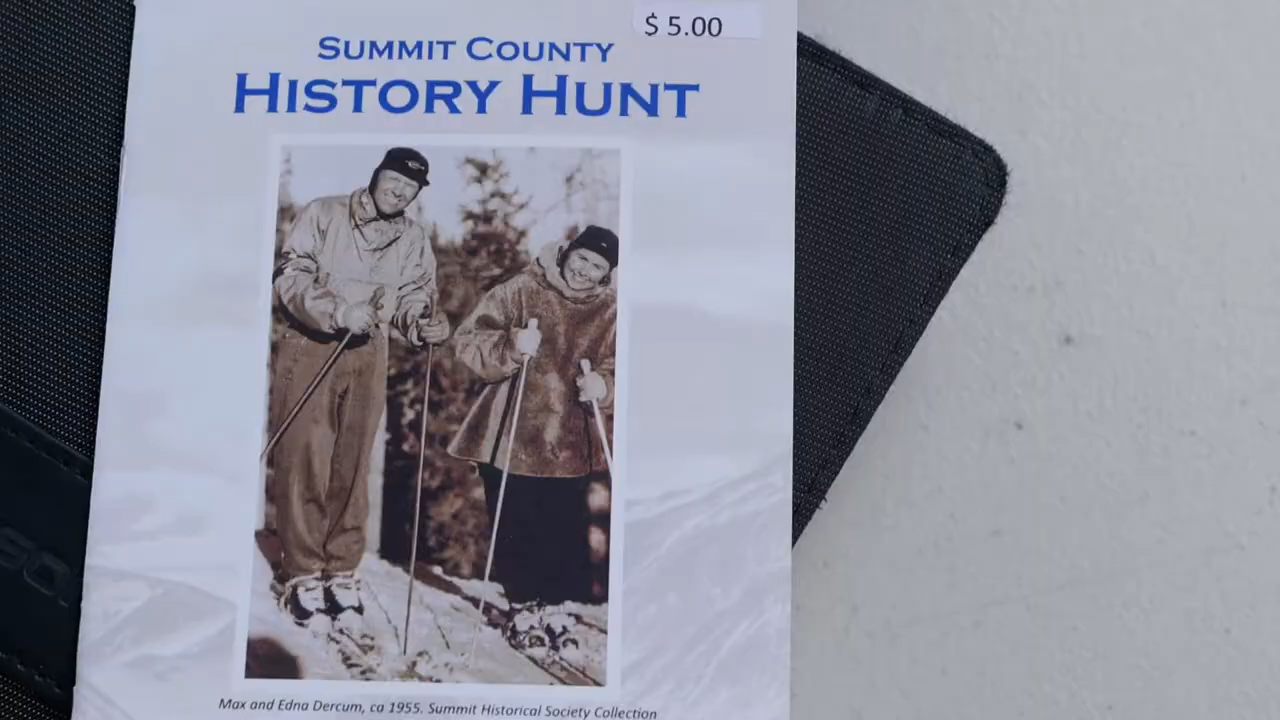 $ 5.00
SUMMIT COUNTY
HISTORY HUNT
Max and Edna Dercum, ca 1955. Summit Historical Society Collection